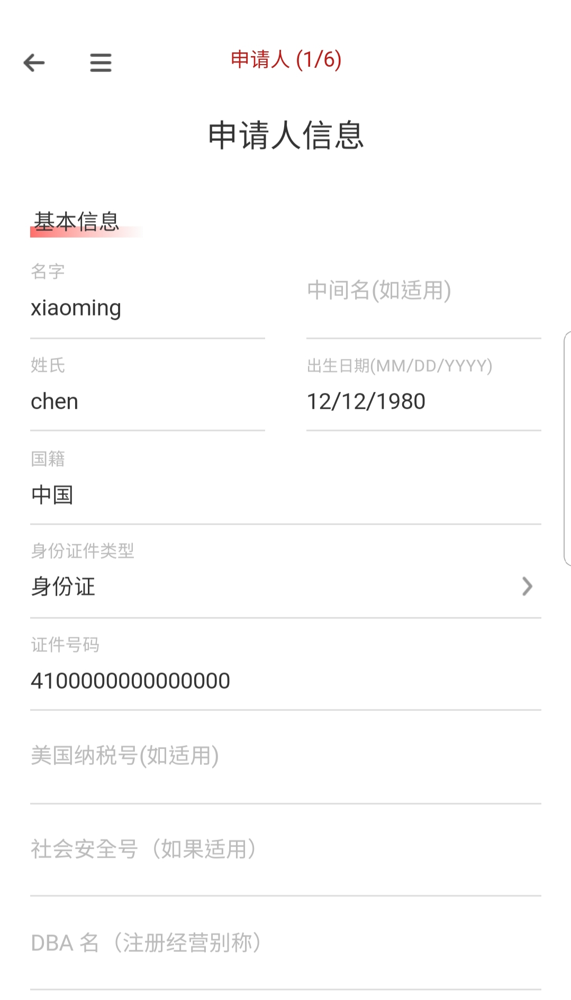 申请人 (1/6)
申请人信息
基本信息
名字
xiaoming
中间名(如适用)
姓氏
chen
出生日期(MM/DD/YYYY)
12/12/1980
国籍
中国
身份证件类型
身份证
证件号码
4100000000000000
美国纳税号(如适用)
社会安全号（如果适用）
DBA 名（注册经营别称）